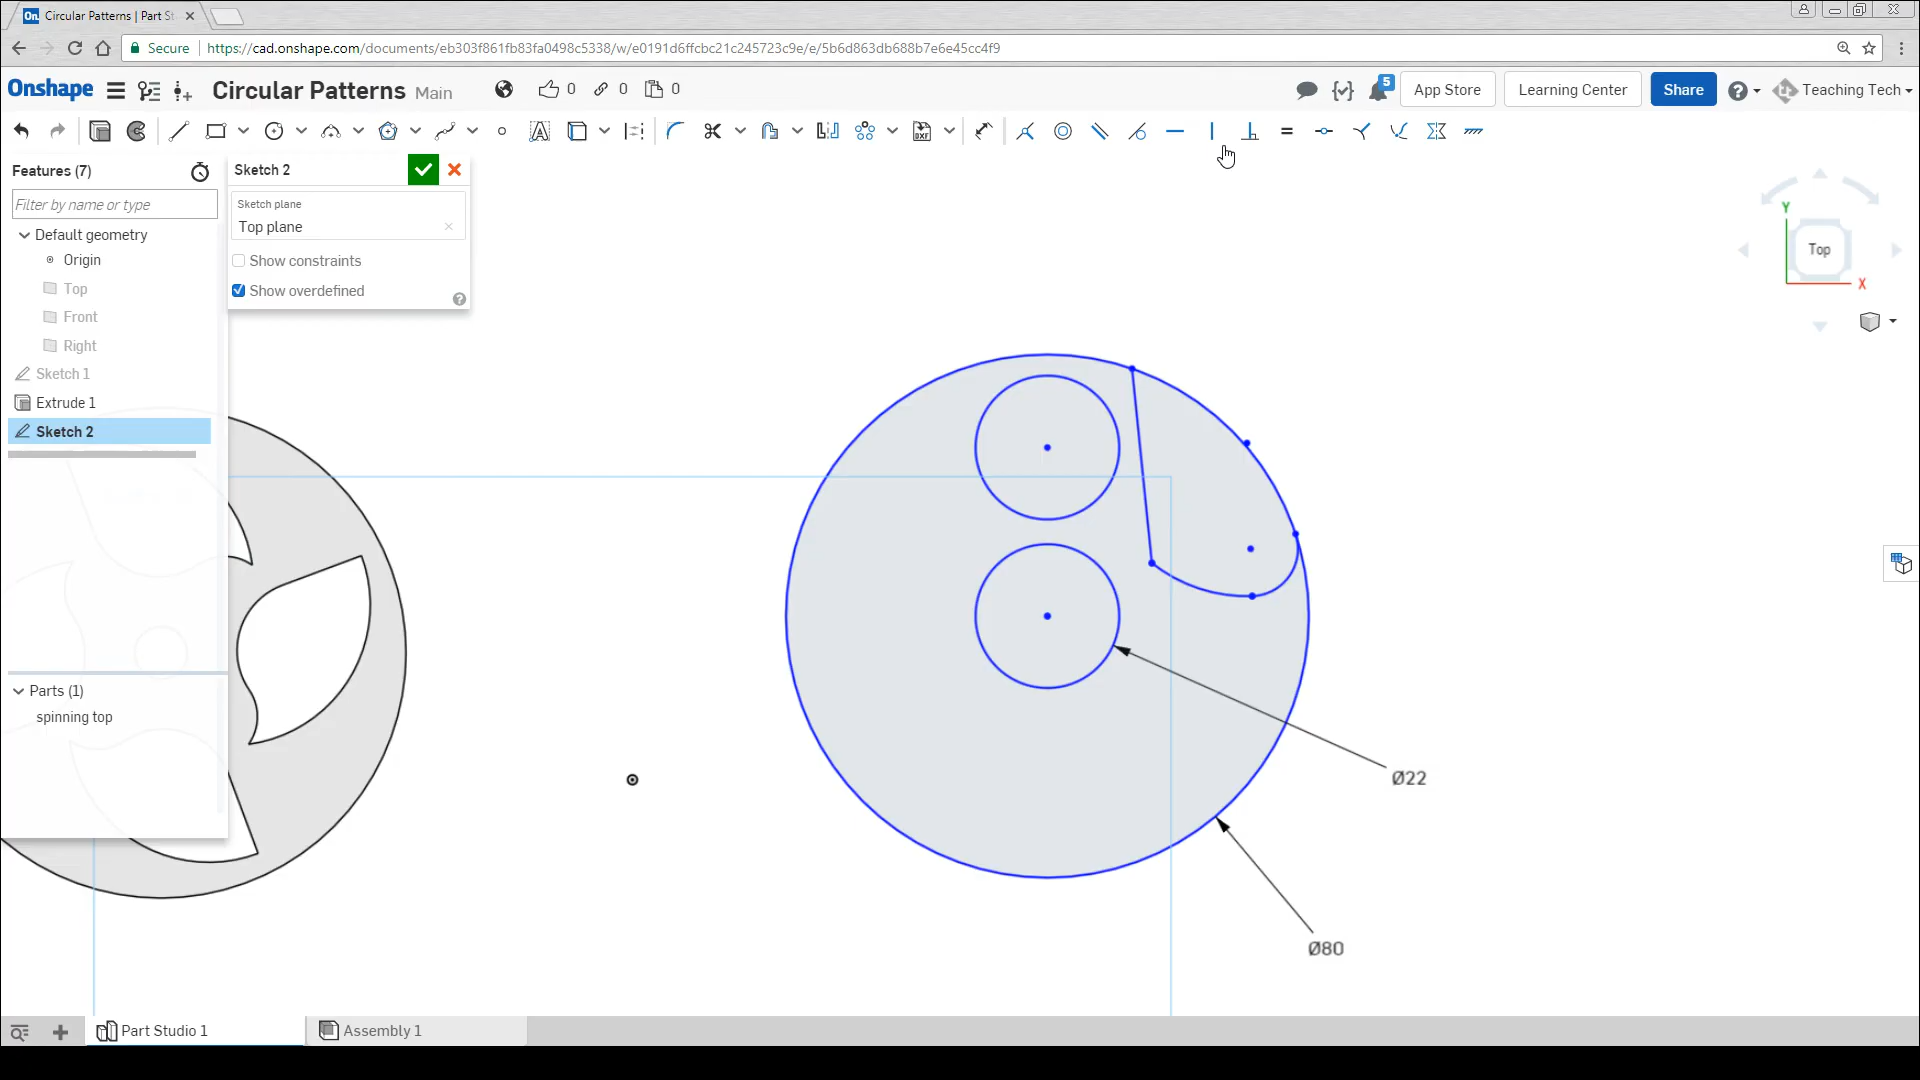 On Circular Patterns | Part St
Secure https://cad.onshape.com/documents/eb303f861fb83fa0498c5338/w/e0191d6ffcbc21c245723c9e/e/5b6d863db688b7e6e45cc4f9
Onshape Circular Patterns Main 0 0 0 5 App Store Learning Center Share Teaching Tech
Features (7)
Filter by name or type
Default geometry
Origin
Top
Front
Right
Sketch 1
Extrude 1
Sketch 2
Parts (1)
spinning top
Sketch 2
Sketch plane
Top plane
Show constraints
Show overdefined
Y
Top
X
Ø22
Ø80
Part Studio 1
Assembly 1